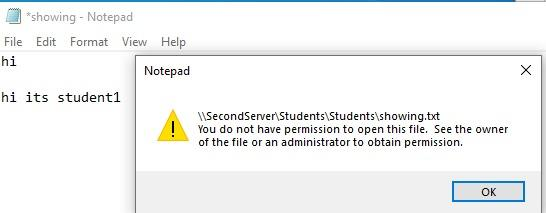 *showing - Notepad
File Edit Format View Help
hi
hi its student1
Notepad
\\SecondServer\Students\Students\showing.txt
You do not have permission to open this file. See the owner
of the file or an administrator to obtain permission.
OK